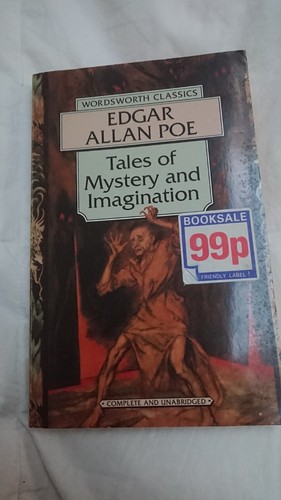 WORDSWORTH CLASSICS
EDGAR
ALLAN POE
Tales of
Mystery and
Imagination
BOOKSALE
99p
FRIENDLY LABEL!
• COMPLETE AND UNABRIDGED •